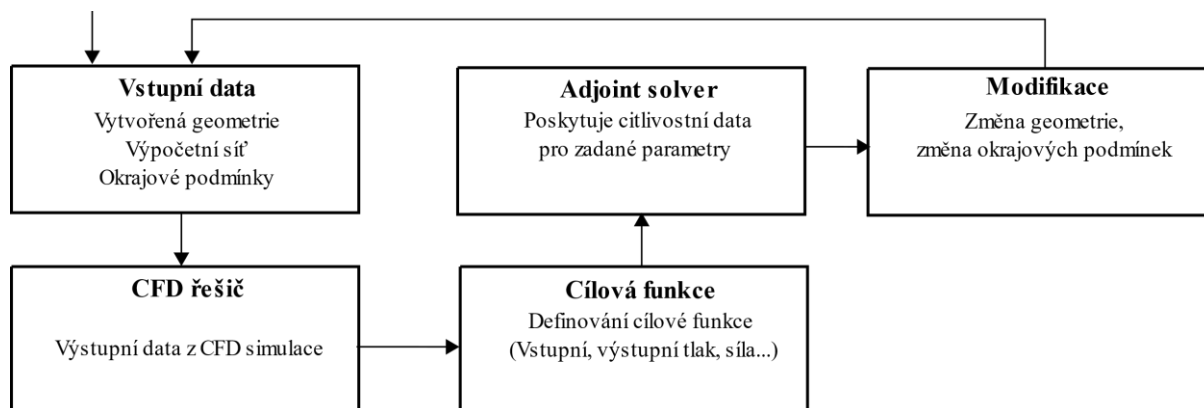 Vstupní data
Vytvořená geometrie
Výpočetní síť
Okrajové podmínky
Adjoint solver
Poskytuje citlivostní data
pro zadané parametry
Modifikace
Změna geometrie,
změna okrajových podmínek
CFD řešič
Výstupní data z CFD simulace
Cílová funkce
Definování cílové funkce
(Vstupní, výstupní tlak, síla...)